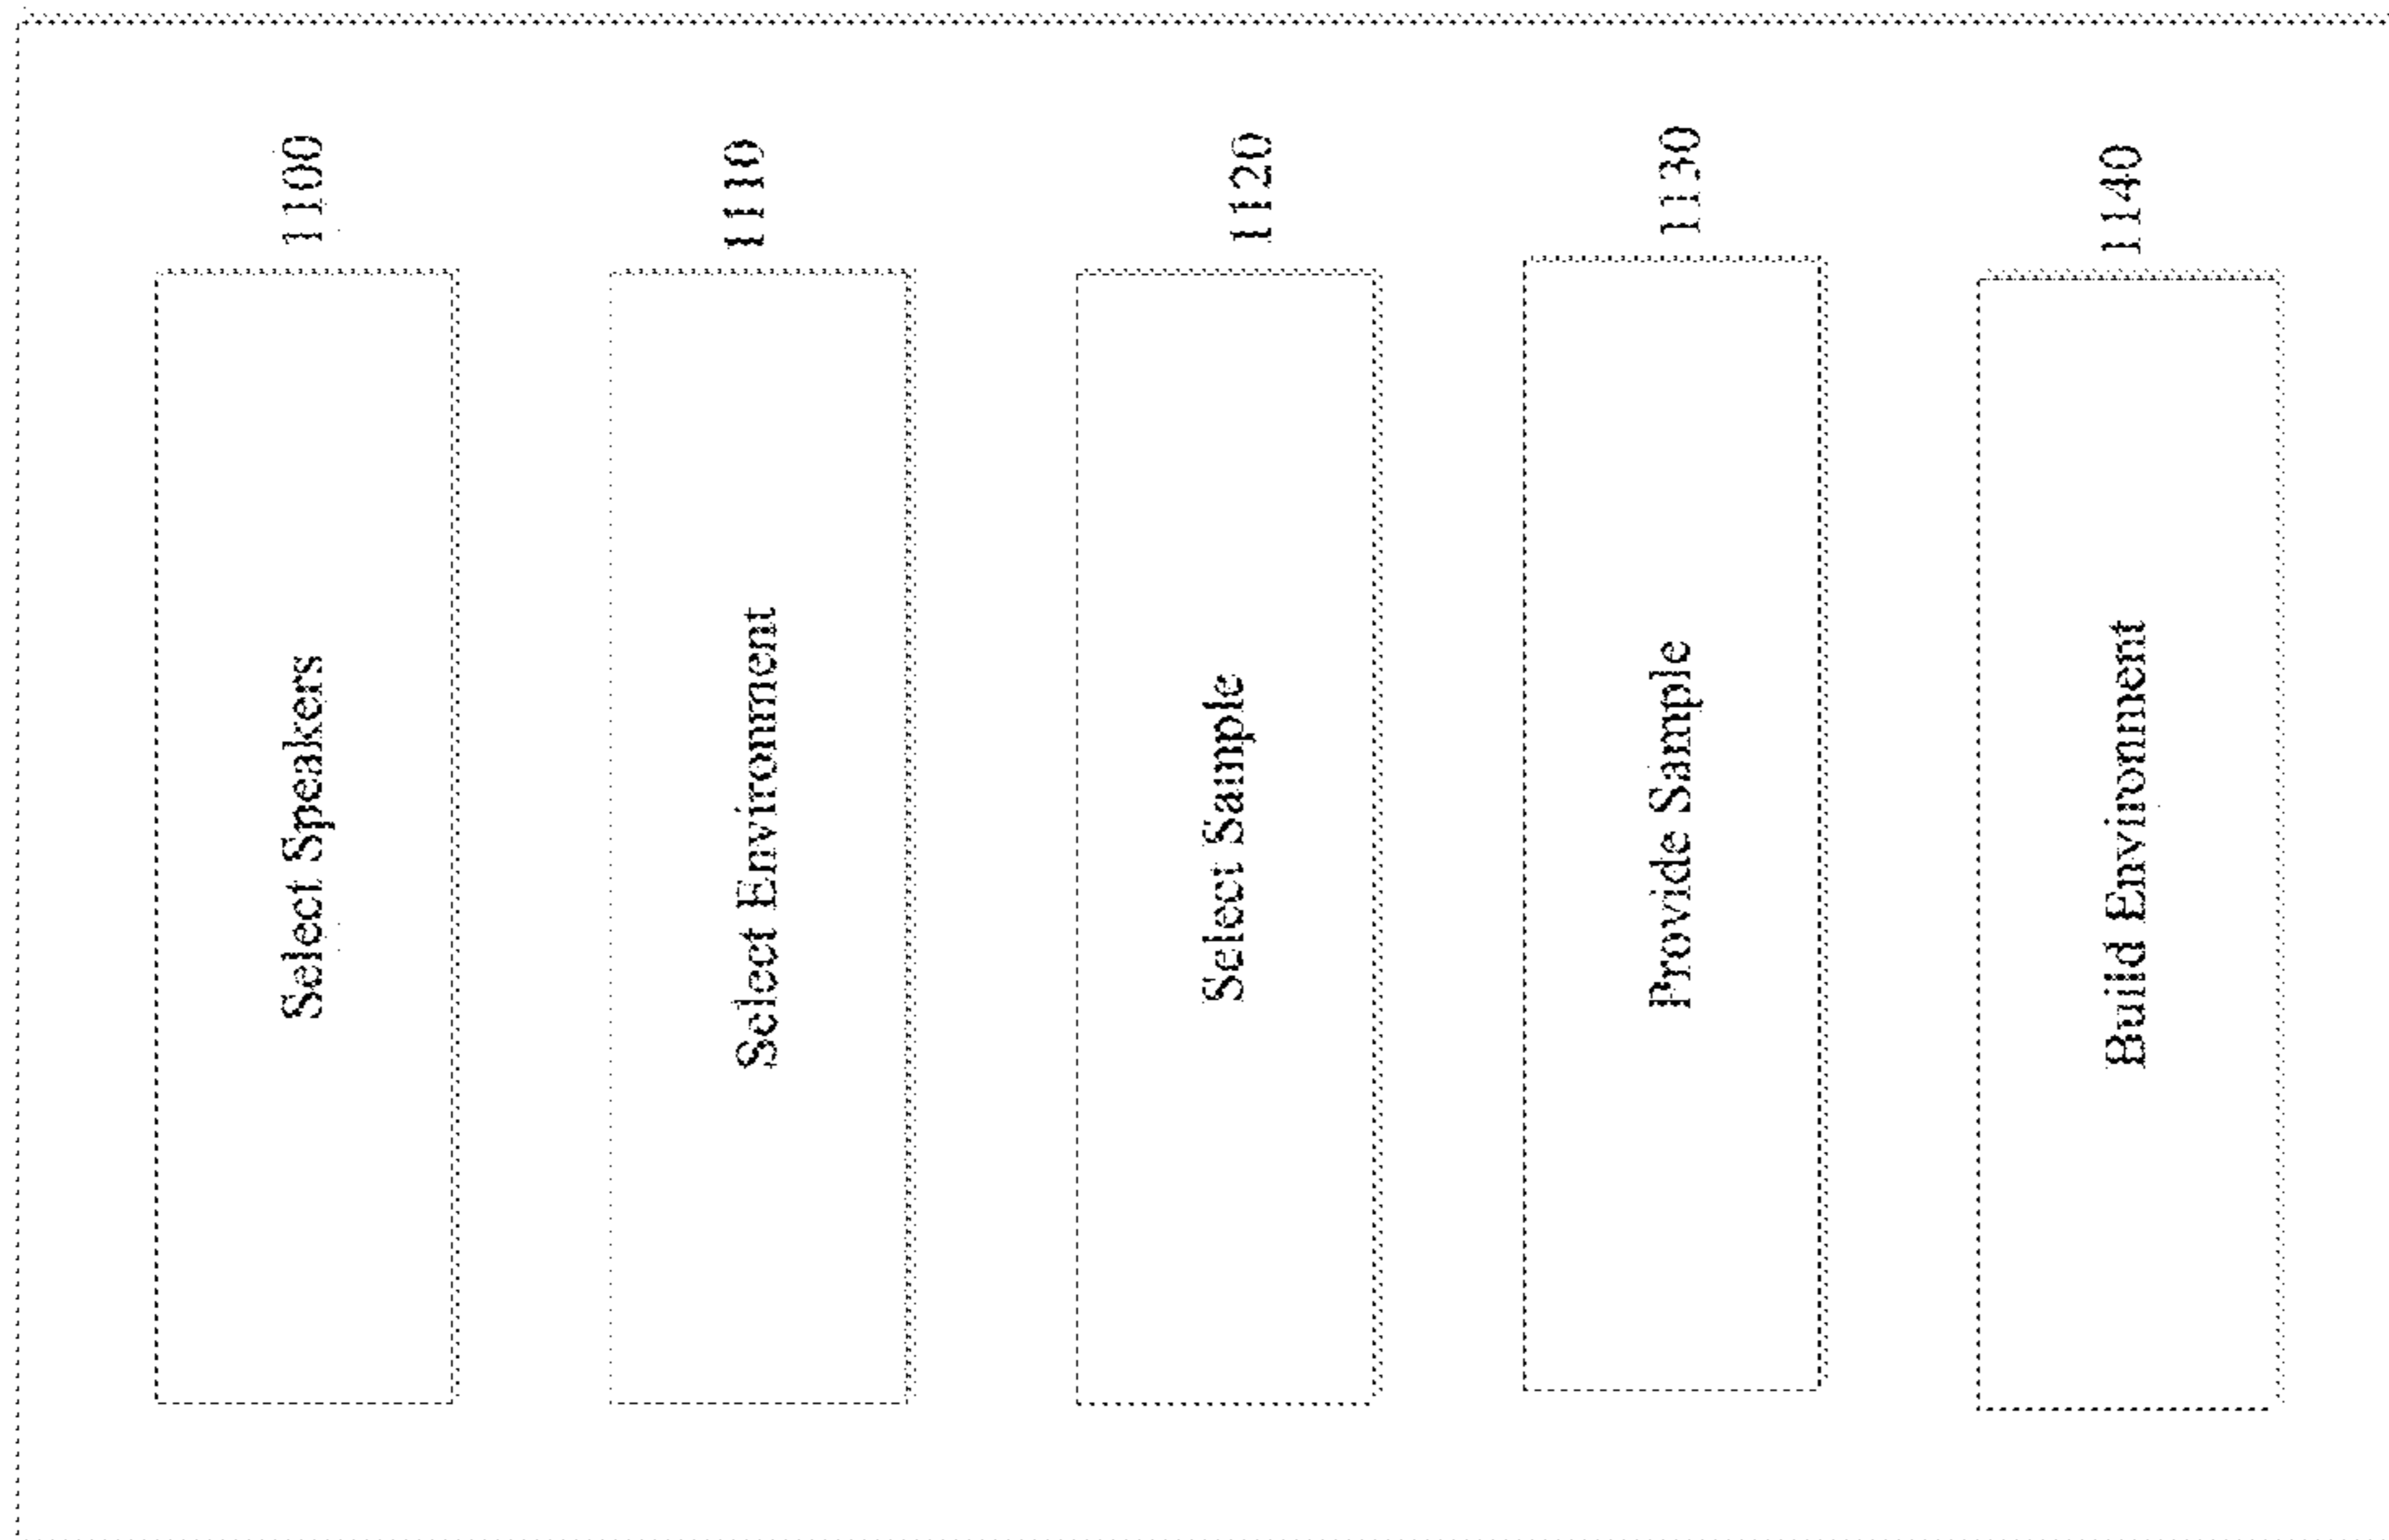 Select Speakers 1100
Select Environment 1110
Select Sample 1120
Provide Sample 1130
Build Environment 1140